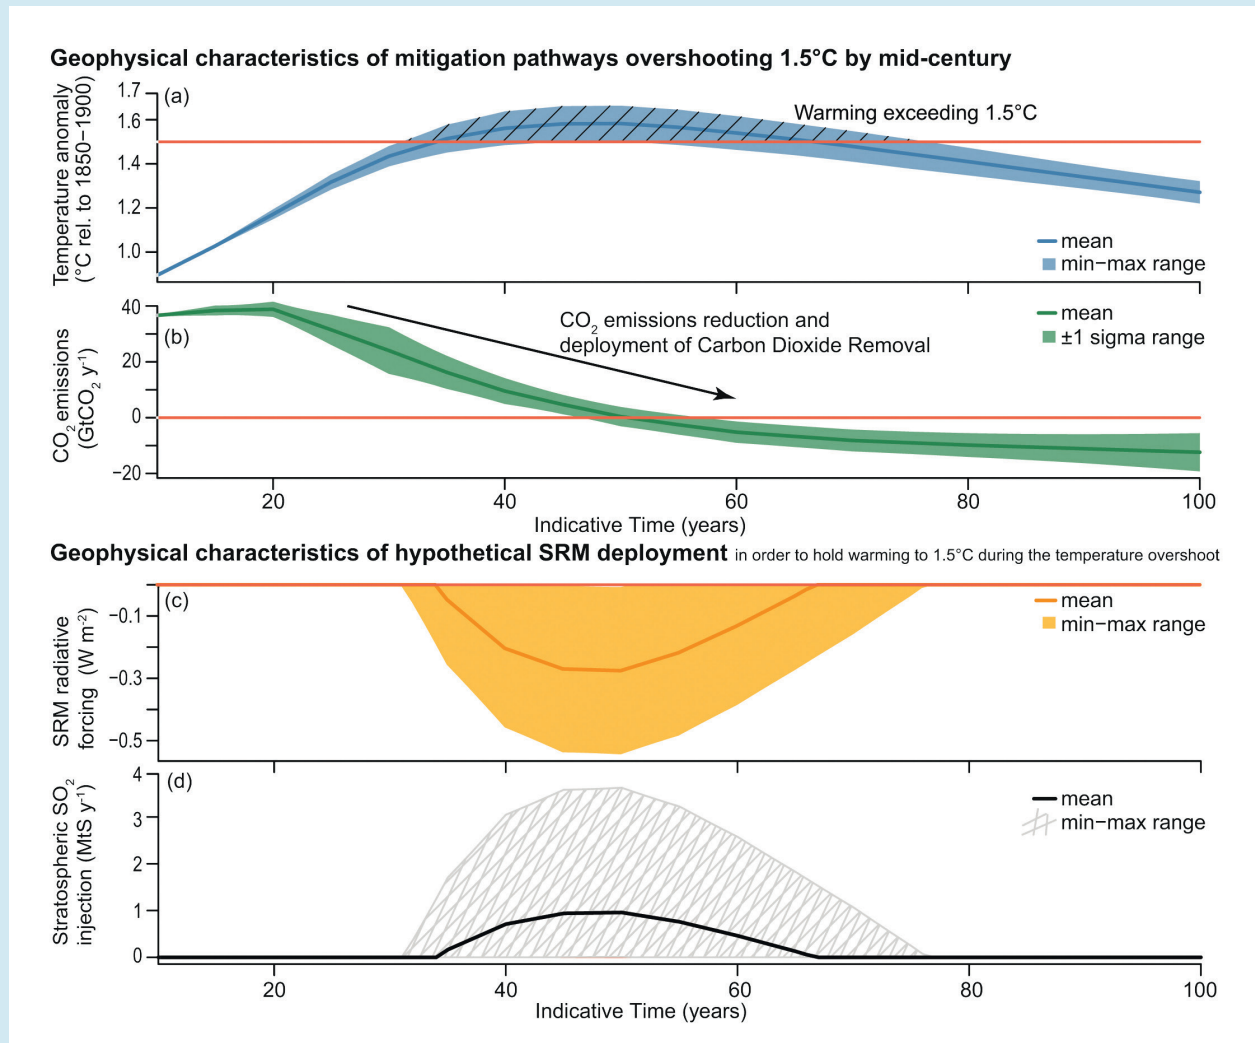 Geophysical characteristics of mitigation pathways overshooting 1.5°C by mid-century
(a)
Temperature anomaly
(°C rel. to 1850−1900)
1.7
1.6
1.4
1.2
1.0
Warming exceeding 1.5°C
mean
min−max range
(b)
CO₂ emissions
(GtCO₂ y⁻¹)
40
20
0
−20
CO₂ emissions reduction and
deployment of Carbon Dioxide Removal
mean
±1 sigma range
20 40 60 80 100
Indicative Time (years)
Geophysical characteristics of hypothetical SRM deployment in order to hold warming to 1.5°C during the temperature overshoot
(c)
SRM radiative
forcing (W m⁻²)
−0.1
−0.3
−0.5
mean
min−max range
(d)
Stratospheric SO₂
injection (MtS y⁻¹)
4
3
2
1
0
mean
min−max range
20 40 60 80 100
Indicative Time (years)